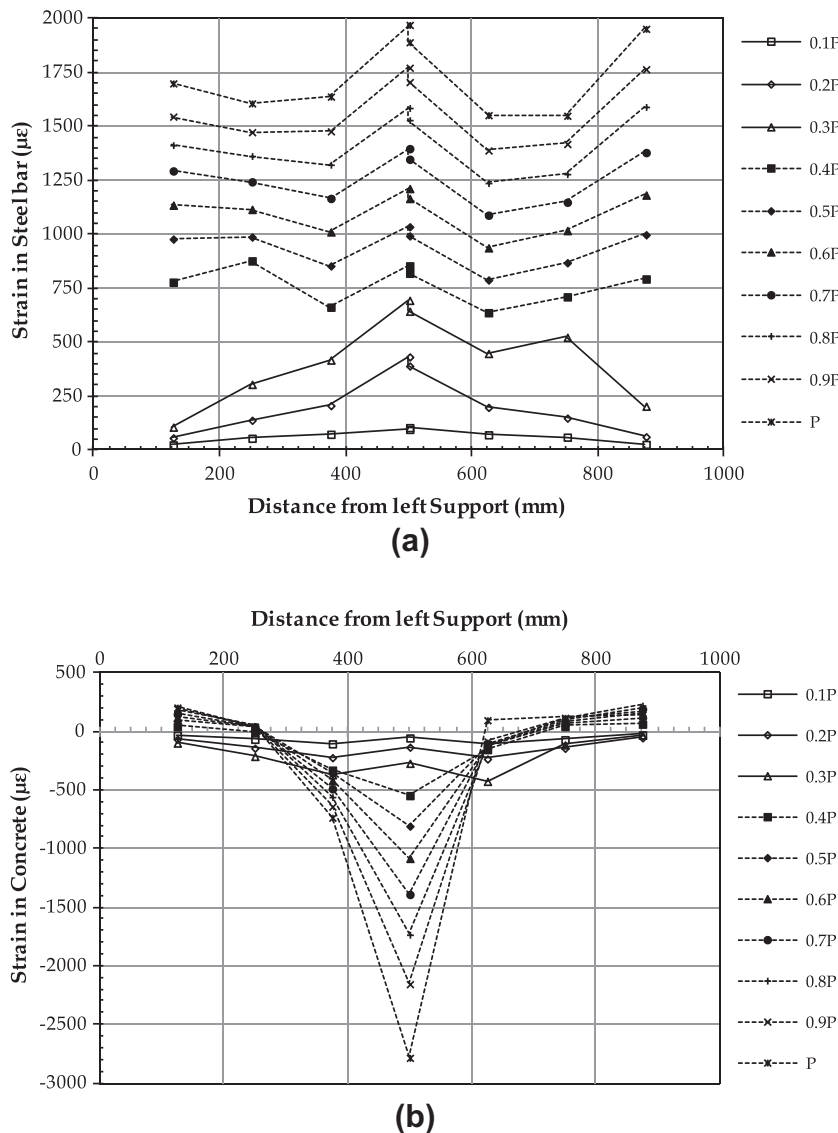 2000
1750
1500
1250
1000
750
500
250
0
Strain in Steel bar (με)
0 200 400 600 800 1000
Distance from left Support (mm)
0.1P
0.2P
0.3P
0.4P
0.5P
0.6P
0.7P
0.8P
0.9P
P
(a)
Distance from left Support (mm)
0 200 400 600 800 1000
500
0
-500
-1000
-1500
-2000
-2500
-3000
Strain in Concrete (με)
0.1P
0.2P
0.3P
0.4P
0.5P
0.6P
0.7P
0.8P
0.9P
P
(b)